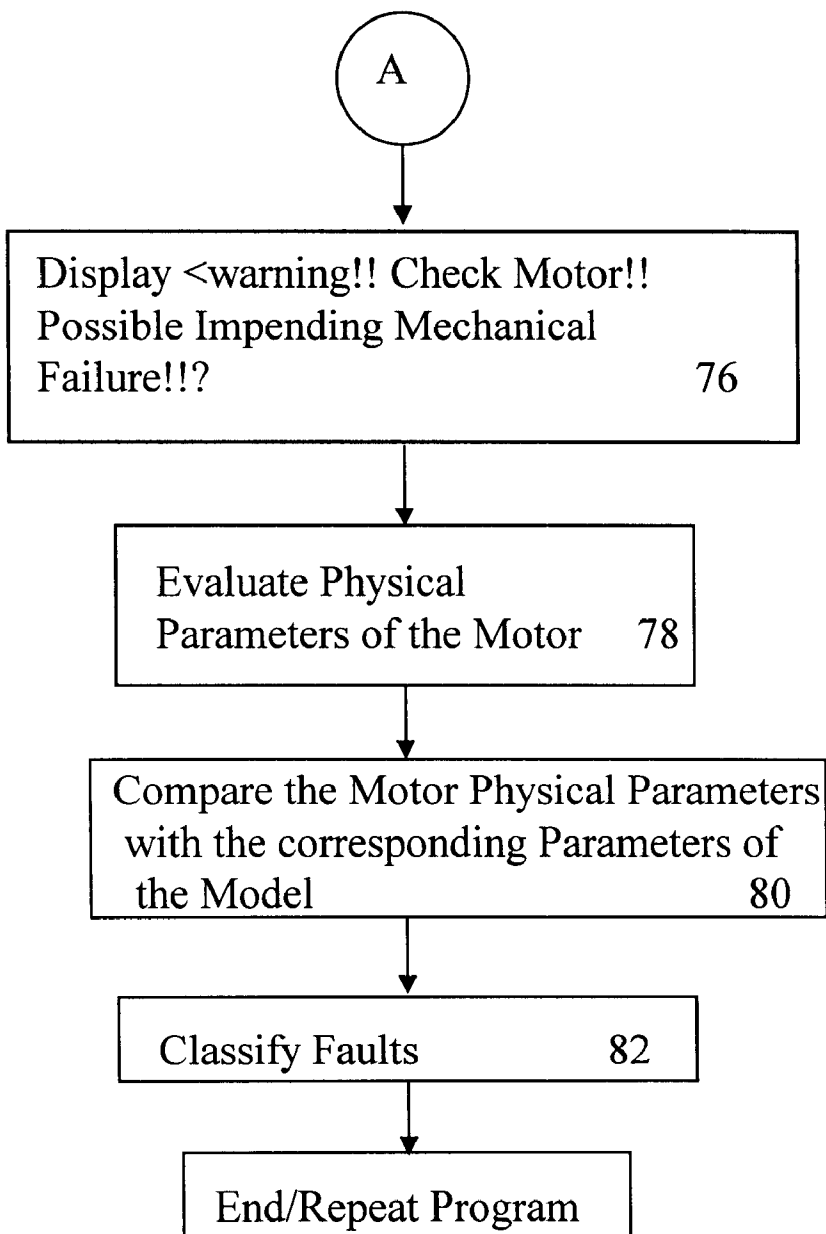 A
Display <warning!! Check Motor!!
Possible Impending Mechanical
Failure!!? 76
Evaluate Physical
Parameters of the Motor 78
Compare the Motor Physical Parameters
with the corresponding Parameters of
the Model 80
Classify Faults 82
End/Repeat Program